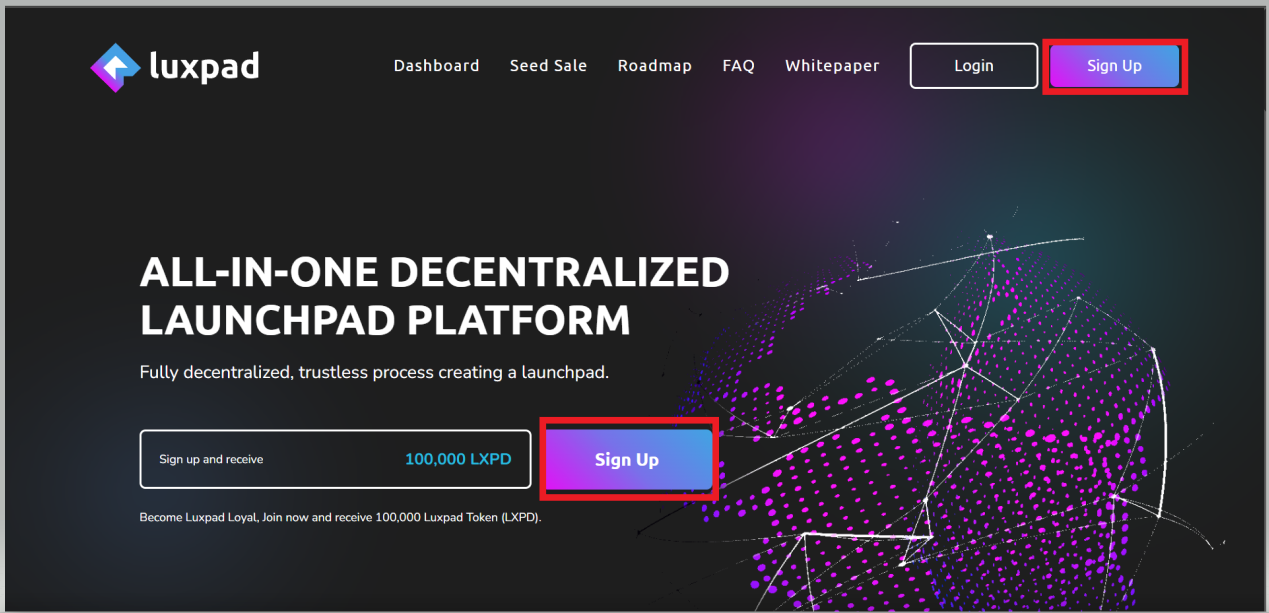 luxpad
Dashboard Seed Sale Roadmap FAQ Whitepaper Login Sign Up
ALL-IN-ONE DECENTRALIZED
LAUNCHPAD PLATFORM
Fully decentralized, trustless process creating a launchpad.
Sign up and receive 100,000 LXPD Sign Up
Become Luxpad Loyal, Join now and receive 100,000 Luxpad Token (LXPD).